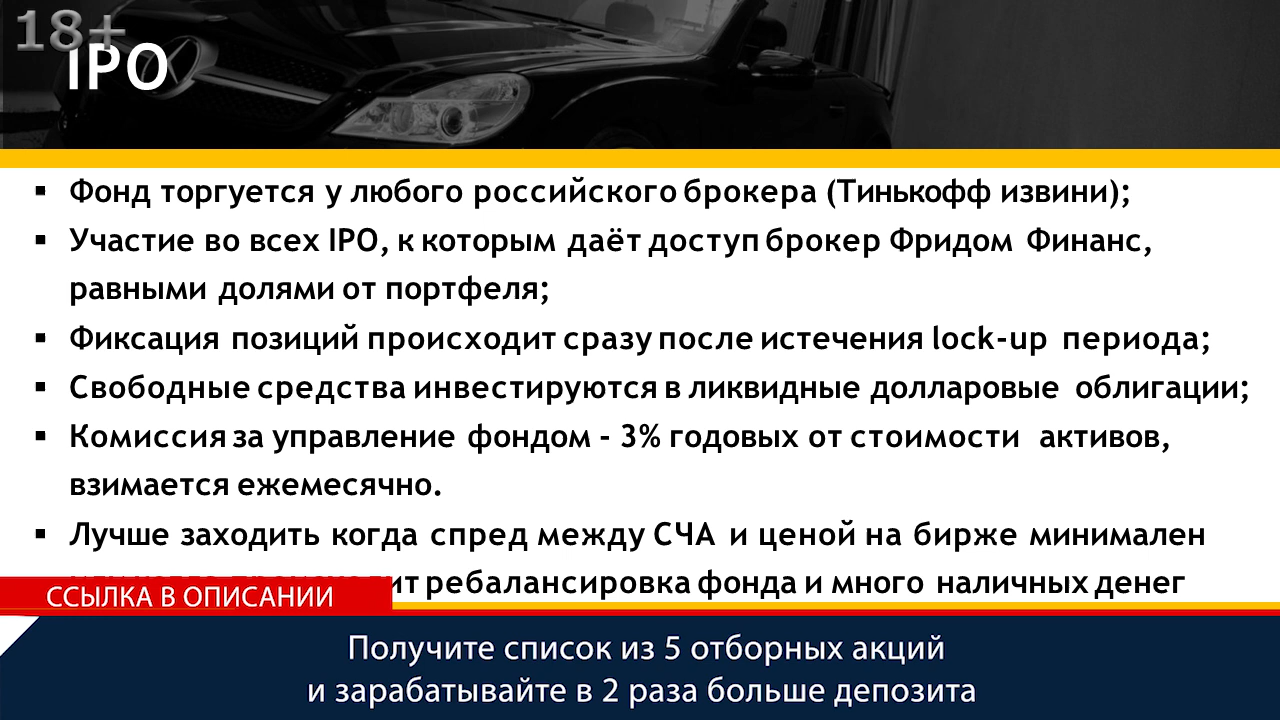 18+
IPO
▪ Фонд торгуется у любого российского брокера (Тинькофф извини);
▪ Участие во всех IPO, к которым даёт доступ брокер Фридом Финанс,
равными долями от портфеля;
▪ Фиксация позиций происходит сразу после истечения lock-up периода;
▪ Свободные средства инвестируются в ликвидные долларовые облигации;
▪ Комиссия за управление фондом - 3% годовых от стоимости активов,
взимается ежемесячно.
▪ Лучше заходить когда спред между СЧА и ценой на бирже минимален
ребалансировка фонда и много наличных денег
ССЫЛКА В ОПИСАНИИ
Получите список из 5 отборных акций
и зарабатывайте в 2 раза больше депозита